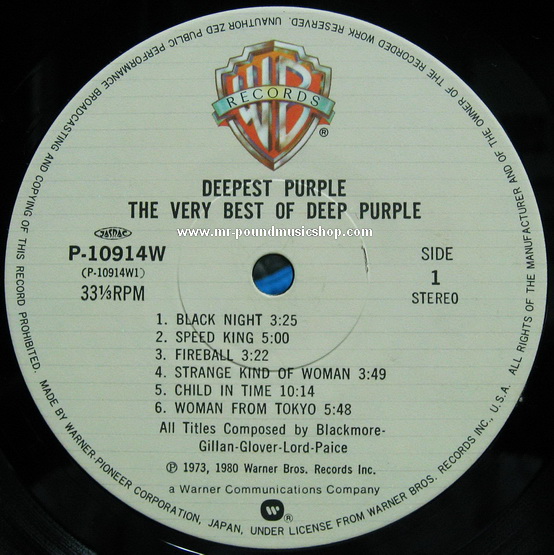 ALL RIGHTS OF THE MANUFACTURER AND OF THE OWNER OF THE RECORDED WORK RESERVED. UNAUTHORIZED PUBLIC PERFORMANCE BROADCASTING AND COPYING OF THIS RECORD PROHIBITED.
WB
RECORDS
®
DEEPEST PURPLE
THE VERY BEST OF DEEP PURPLE
www.mr-poundmusicshop.com
JASRAC
P-10914W
(P-10914W1)
33⅓RPM
SIDE
1
STEREO
1. BLACK NIGHT 3:25
2. SPEED KING 5:00
3. FIREBALL 3:22
4. STRANGE KIND OF WOMAN 3:49
5. CHILD IN TIME 10:14
6. WOMAN FROM TOKYO 5:48
All Titles Composed by Blackmore-
Gillan-Glover-Lord-Paice
℗ 1973, 1980 Warner Bros. Records Inc.
a Warner Communications Company
W®
MADE BY WARNER-PIONEER CORPORATION, JAPAN, UNDER LICENSE FROM WARNER BROS. RECORDS INC., U.S.A.